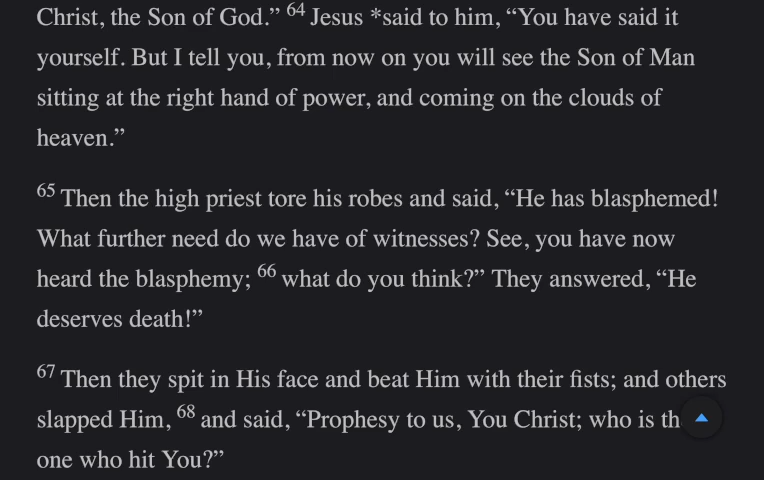 Christ, the Son of God.” 64 Jesus *said to him, “You have said it
yourself. But I tell you, from now on you will see the Son of Man
sitting at the right hand of power, and coming on the clouds of
heaven.”
65 Then the high priest tore his robes and said, “He has blasphemed!
What further need do we have of witnesses? See, you have now
heard the blasphemy; 66 what do you think?” They answered, “He
deserves death!”
67 Then they spit in His face and beat Him with their fists; and others
slapped Him, 68 and said, “Prophesy to us, You Christ; who is
one who hit You?”